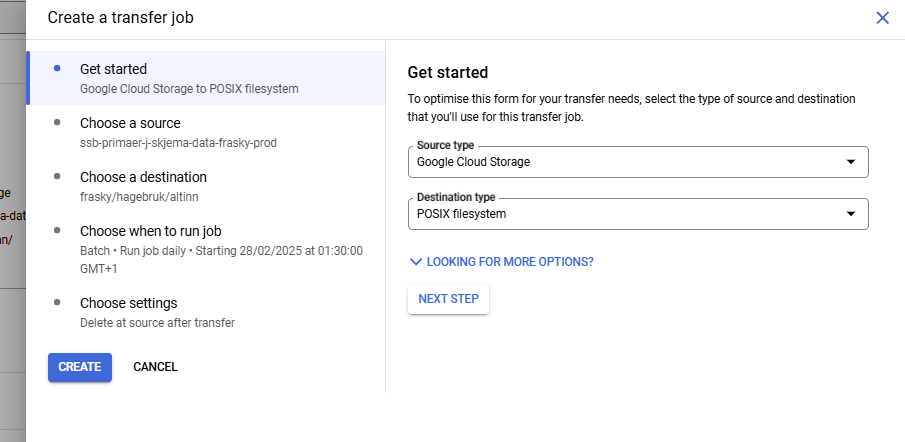 Create a transfer job
Get started
Google Cloud Storage to POSIX filesystem
Choose a source
ssb-primaer-j-skjema-data-frasky-prod
Choose a destination
frasky/hagebruk/altinn
Choose when to run job
Batch • Run job daily • Starting 28/02/2025 at 01:30:00
GMT+1
Choose settings
Delete at source after transfer
CREATE
CANCEL
Get started
To optimise this form for your transfer needs, select the type of source and destination
that you'll use for this transfer job.
Source type
Google Cloud Storage
Destination type
POSIX filesystem
LOOKING FOR MORE OPTIONS?
NEXT STEP
ge
a-dat
n/